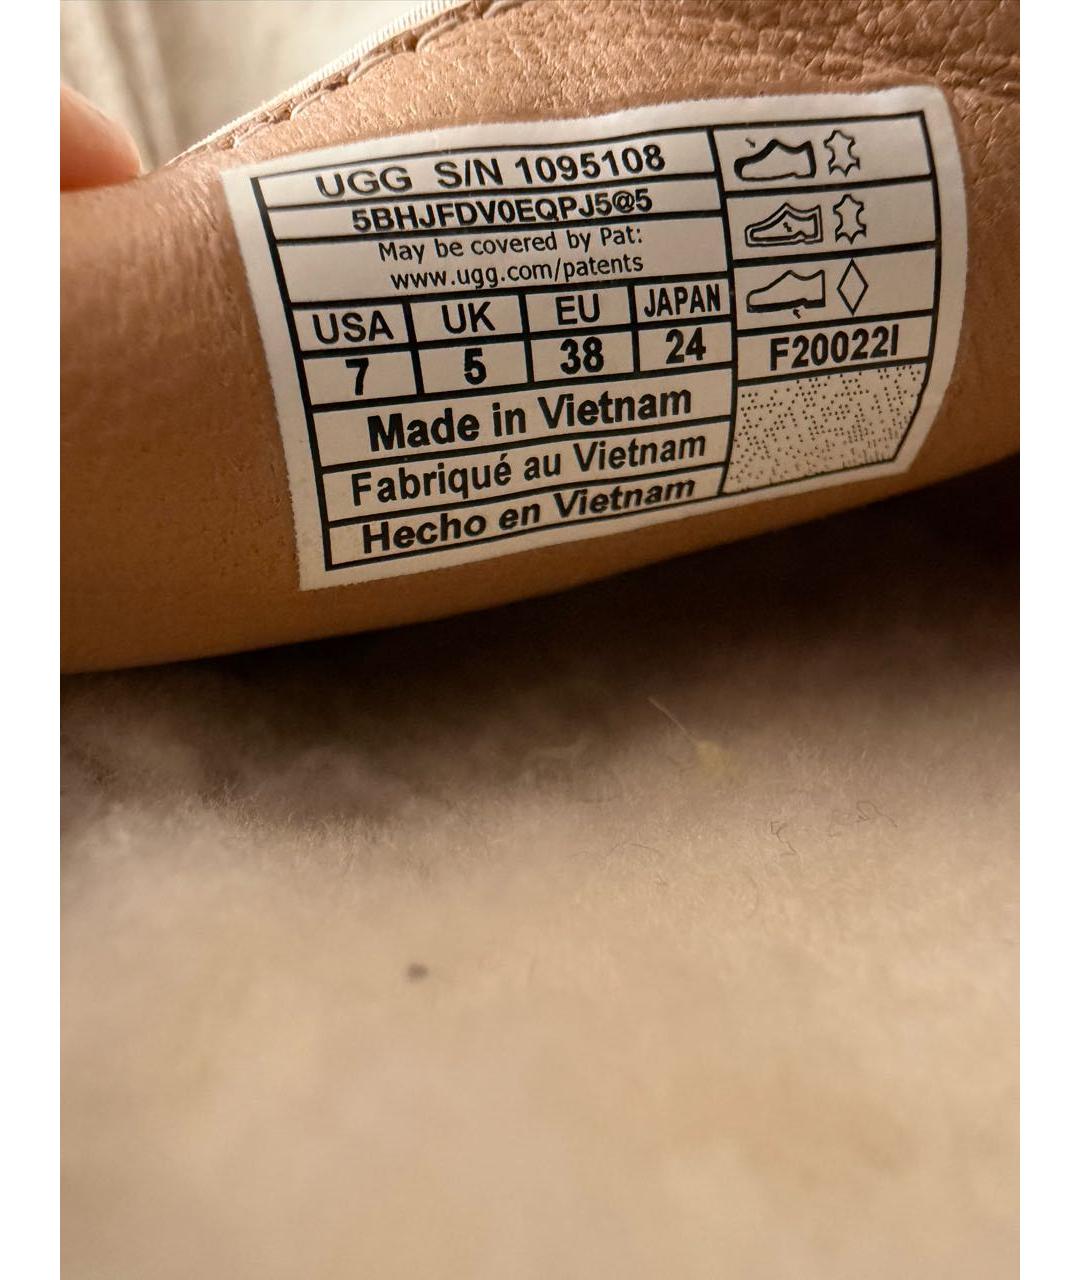 UGG S/N 1095108
5BHJFDV0EQPJ5@5
May be covered by Pat:
www.ugg.com/patents
USA UK EU JAPAN
7 5 38 24
Made in Vietnam
Fabriqué au Vietnam
Hecho en Vietnam
F20022I